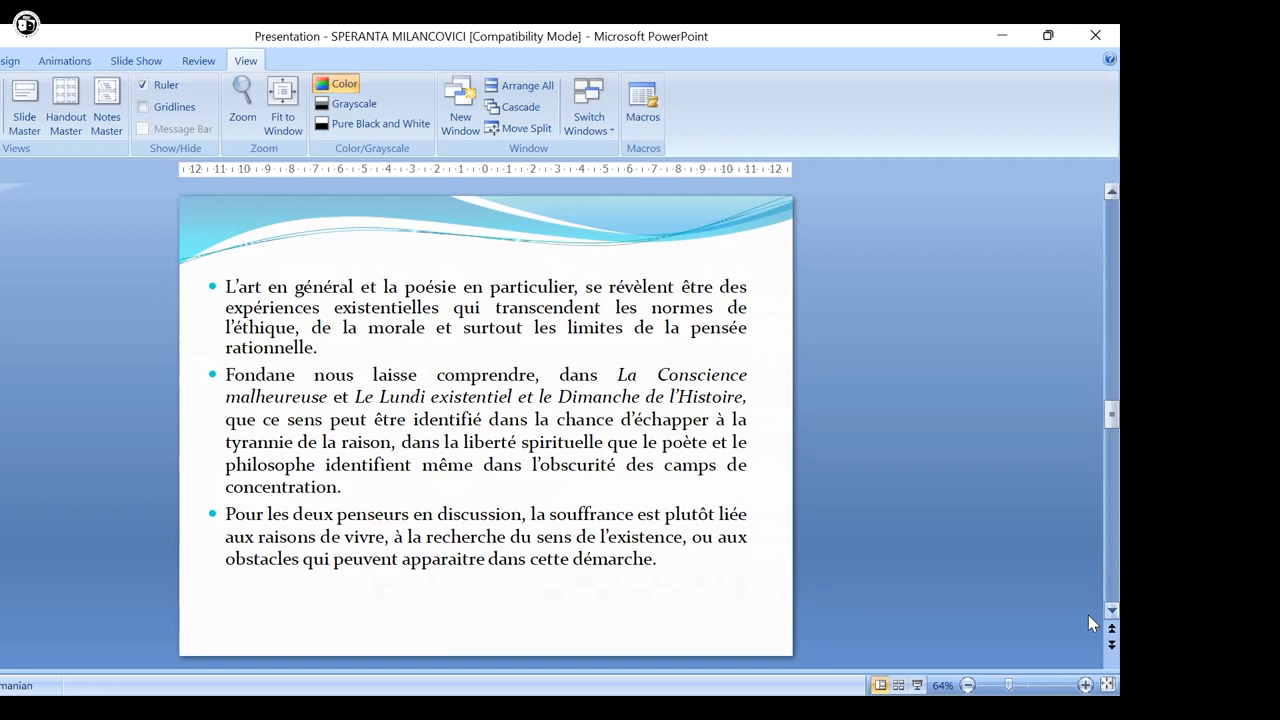 Presentation - SPERANTA MILANCOVICI [Compatibility Mode] - Microsoft PowerPoint
sign Animations Slide Show Review View
Slide Master
Handout Master
Notes Master
Views
Ruler
Gridlines
Message Bar
Show/Hide
Zoom
Fit to Window
Zoom
Color
Grayscale
Pure Black and White
Color/Grayscale
New Window
Arrange All
Cascade
Move Split
Switch Windows
Window
Macros
Macros
·12·ı·11·ı·10·ı·9·ı·8·ı·7·ı·6·ı·5·ı·4·ı·3·ı·2·ı·1·ı·0·ı·1·ı·2·ı·3·ı·4·ı·5·ı·6·ı·7·ı·8·ı·9·ı·10·ı·11·ı·12·
• L’art en général et la poésie en particulier, se révèlent être des
expériences existentielles qui transcendent les normes de
l’éthique, de la morale et surtout les limites de la pensée
rationnelle.
• Fondane nous laisse comprendre, dans La Conscience
malheureuse et Le Lundi existentiel et le Dimanche de l’Histoire,
que ce sens peut être identifié dans la chance d’échapper à la
tyrannie de la raison, dans la liberté spirituelle que le poète et le
philosophe identifient même dans l’obscurité des camps de
concentration.
• Pour les deux penseurs en discussion, la souffrance est plutôt liée
aux raisons de vivre, à la recherche du sens de l’existence, ou aux
obstacles qui peuvent apparaitre dans cette démarche.
manian
64%